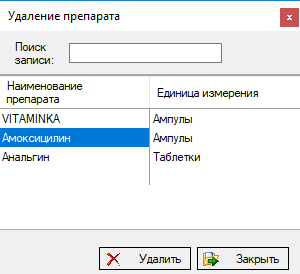 Удаление препарата
Поиск
записи:
Наименование
препарата
Единица измерения
VITAMINKA Ампулы
Амоксицилин Ампулы
Анальгин Таблетки
Удалить Закрыть